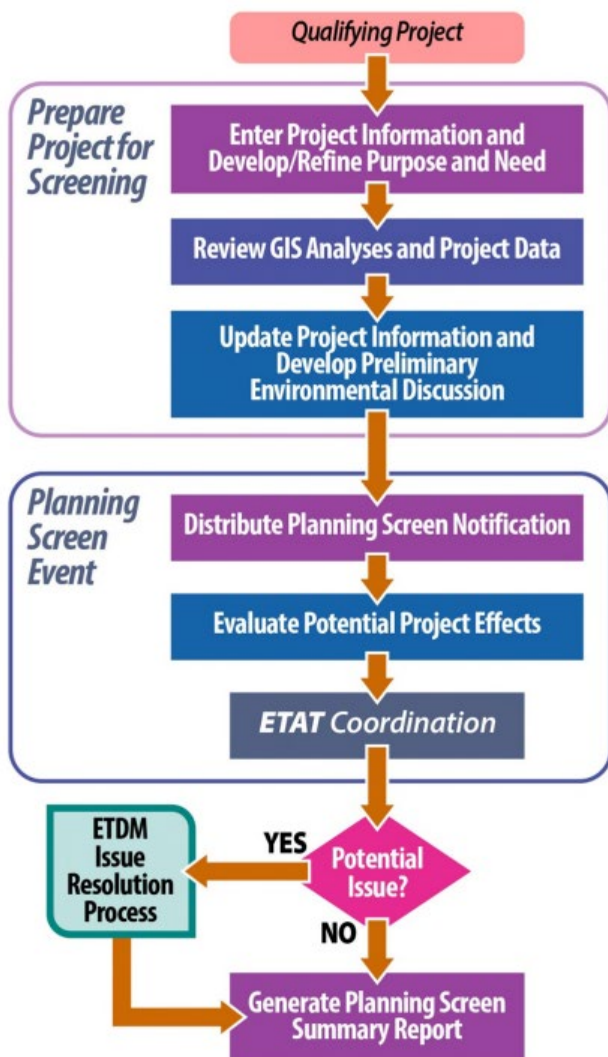 Qualifying Project
Prepare
Project for
Screening
Enter Project Information and
Develop/Refine Purpose and Need
Review GIS Analyses and Project Data
Update Project Information and
Develop Preliminary
Environmental Discussion
Planning
Screen
Event
Distribute Planning Screen Notification
Evaluate Potential Project Effects
ETAT Coordination
Potential
Issue?
YES
ETDM
Issue
Resolution
Process
NO
Generate Planning Screen
Summary Report